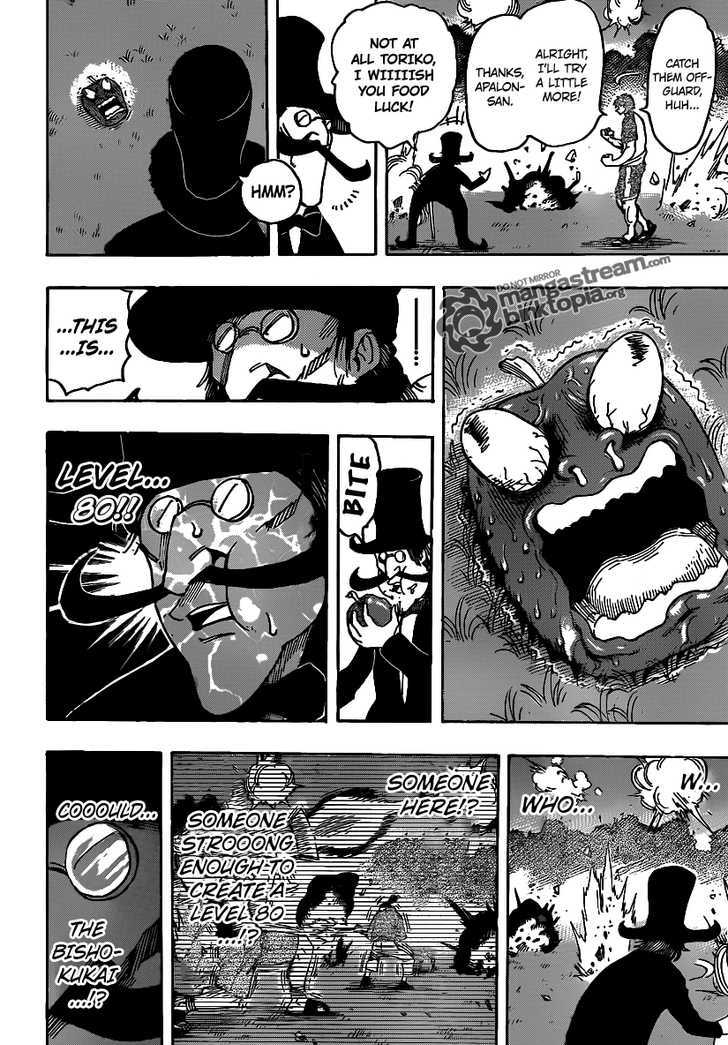 CATCH
THEM OFF-
GUARD,
HUH...
ALRIGHT,
I'LL TRY
A LITTLE
MORE!
THANKS,
APALON-
SAN.
NOT AT
ALL TORIKO,
I WIIIIISH
YOU FOOD
LUCK!
HMM?
DO NOT MIRROR
mangastream.com
binktopia.org
...THIS
...IS...
BITE
LEVEL...
80!!
W...
WHO...
SOMEONE
HERE!?
SOMEONE
STROOONG
ENOUGH TO
CREATE A
LEVEL 80
...!?
COOOULD...
THE
BISHO-
KUKAI
...!?